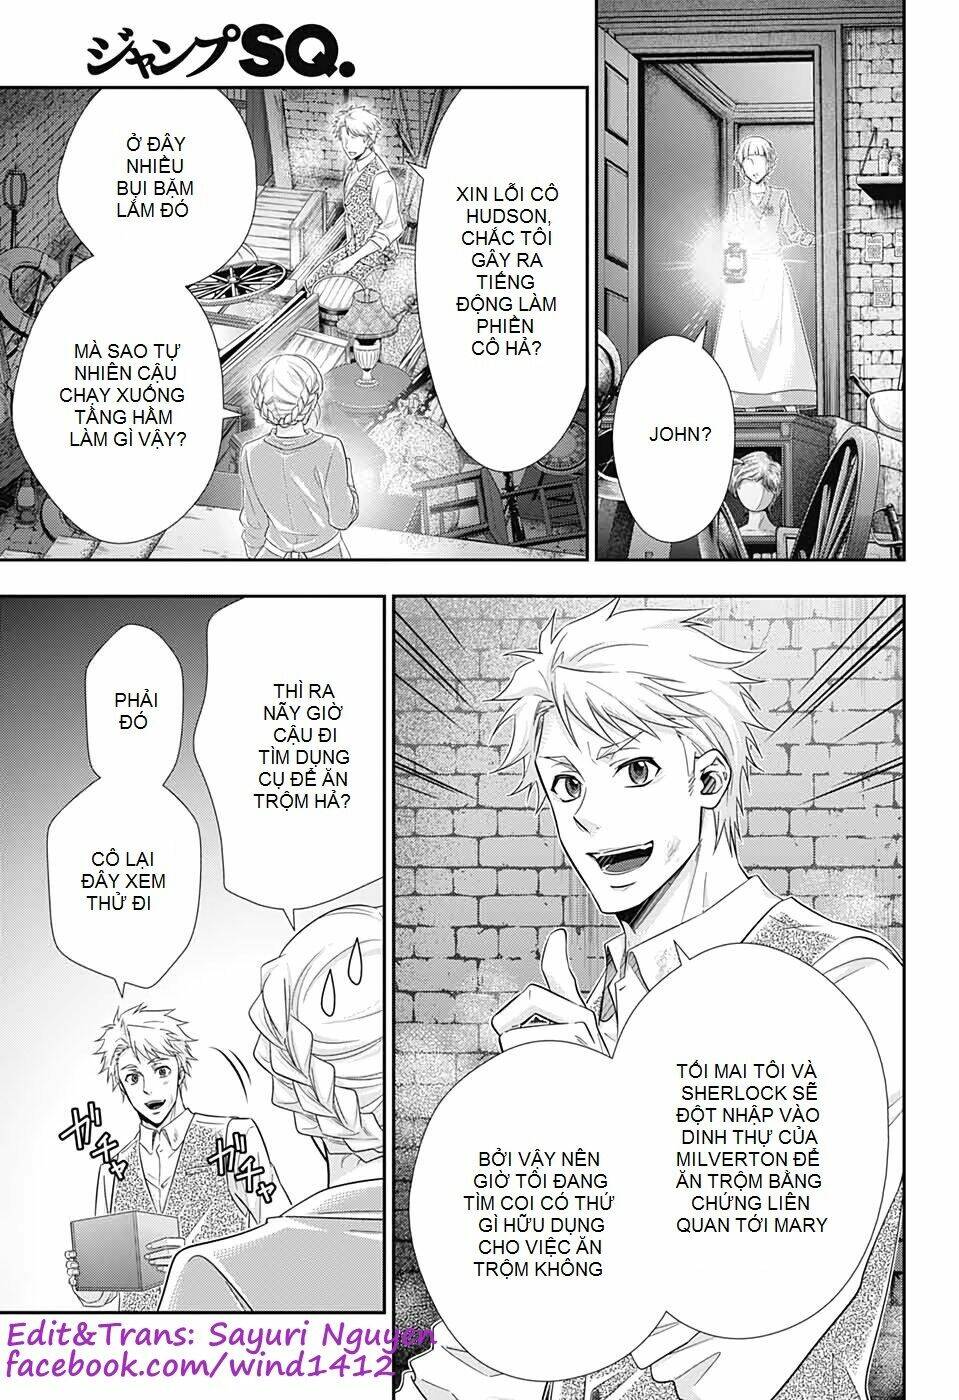 ジャンプSQ.
JOHN?
XIN LỖI CÔ
HUDSON,
CHẮC TÔI
GÂY RA
TIẾNG
ĐỘNG LÀM
PHIỀN
CÔ HẢ?
Ở ĐÂY
NHIỀU
BỤI BẶM
LẮM ĐÓ
MÀ SAO TỰ
NHIÊN CẬU
CHẠY XUỐNG
TẦNG HẦM
LÀM GÌ VẬY?
TỐI MAI TÔI VÀ
SHERLOCK SẼ
ĐỘT NHẬP VÀO
DINH THỰ CỦA
MILVERTON ĐỂ
ĂN TRỘM BẰNG
CHỨNG LIÊN
QUAN TỚI MARY
BỞI VẬY NÊN
GIỜ TÔI ĐANG
TÌM COI CÓ THỨ
GÌ HỮU DỤNG
CHO VIỆC ĂN
TRỘM KHÔNG
THÌ RA
NÃY GIỜ
CẬU ĐI
TÌM DỤNG
CỤ ĐỂ ĂN
TRỘM HẢ?
PHẢI
ĐÓ
CÔ LẠI
ĐÂY XEM
THỬ ĐI
ガチャ
ガチャ
Edit&Trans: Sayuri Nguyen
facebook.com/wind1412